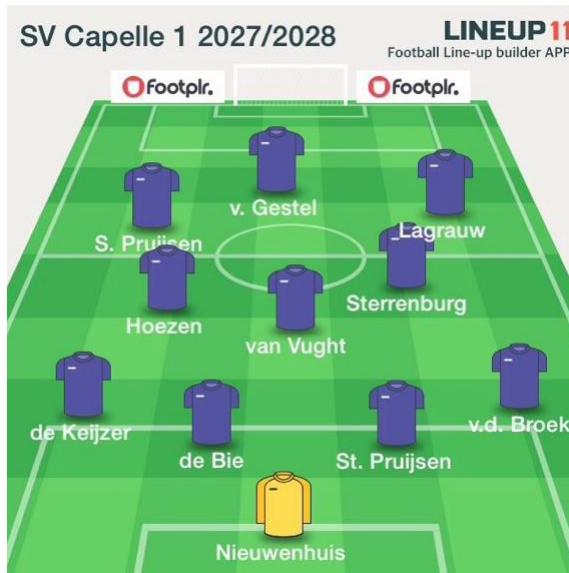 SV Capelle 1 2027/2028
LINEUP11
Football Line-up builder APP
Footplr.
Footplr.
v. Gestel
S. Pruijsen
Lagrauw
Sterrenburg
Hoezen
van Vught
de Keijzer
v.d. Broek
de Bie
St. Pruijsen
Nieuwenhuis